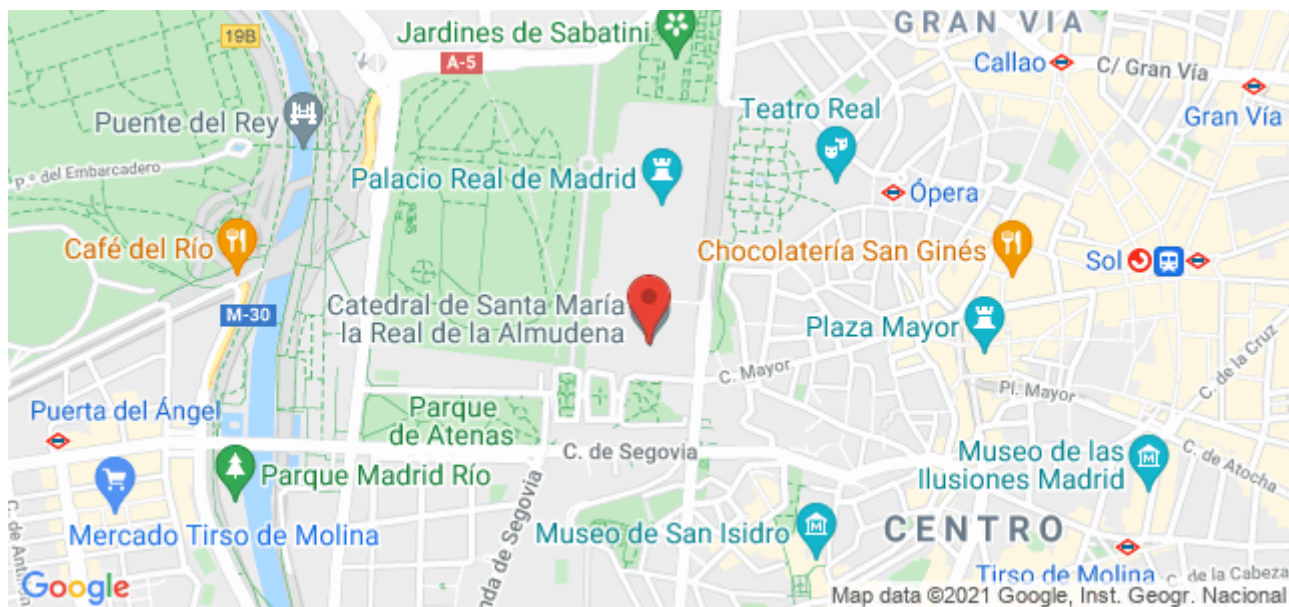 GRAN VÍA
19B
Jardines de Sabatini
A-5
Callao
C/ Gran Vía
Gran Vía
Puente del Rey
Teatro Real
P.º del Embarcadero
Palacio Real de Madrid
Ópera
Café del Río
Chocolatería San Ginés
Sol
M-30
Catedral de Santa María
la Real de la Almudena
Plaza Mayor
C. de la Cruz
C. Mayor
Pl. Mayor
Puerta del Ángel
Parque
de Atenas
C. de Segovia
Museo de las
Ilusiones Madrid
C. de Atocha
Parque Madrid Río
Mercado Tirso de Molina
Museo de San Isidro
CENTRO
Tirso de Molina
C. de la Cabeza
Google
Map data ©2021 Google, Inst. Geogr. Nacional